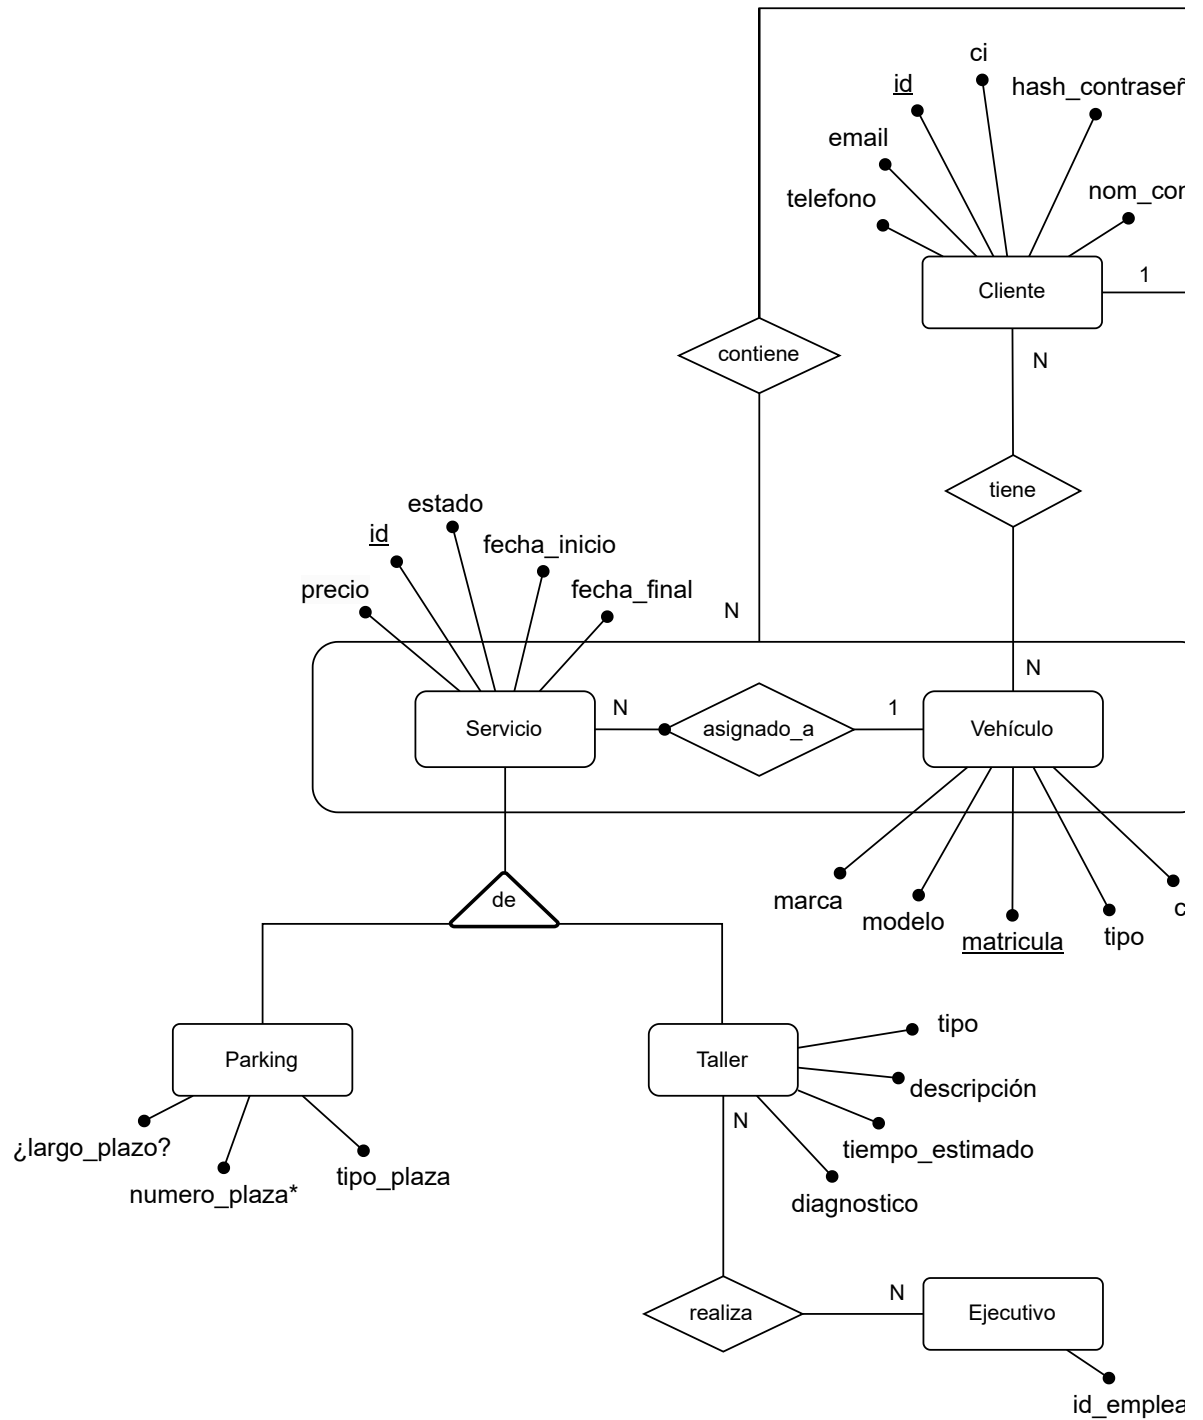 ci
id
hash_contraseñ
email
nom_cor
telefono
Cliente
1
contiene
N
tiene
estado
id
fecha_inicio
precio
fecha_final
N
N
Servicio
N
asignado_a
1
Vehículo
de
marca
modelo
matricula
tipo
c
Parking
Taller
tipo
descripción
N
tiempo_estimado
¿largo_plazo?
numero_plaza*
tipo_plaza
diagnostico
realiza
N
Ejecutivo
id_emplea